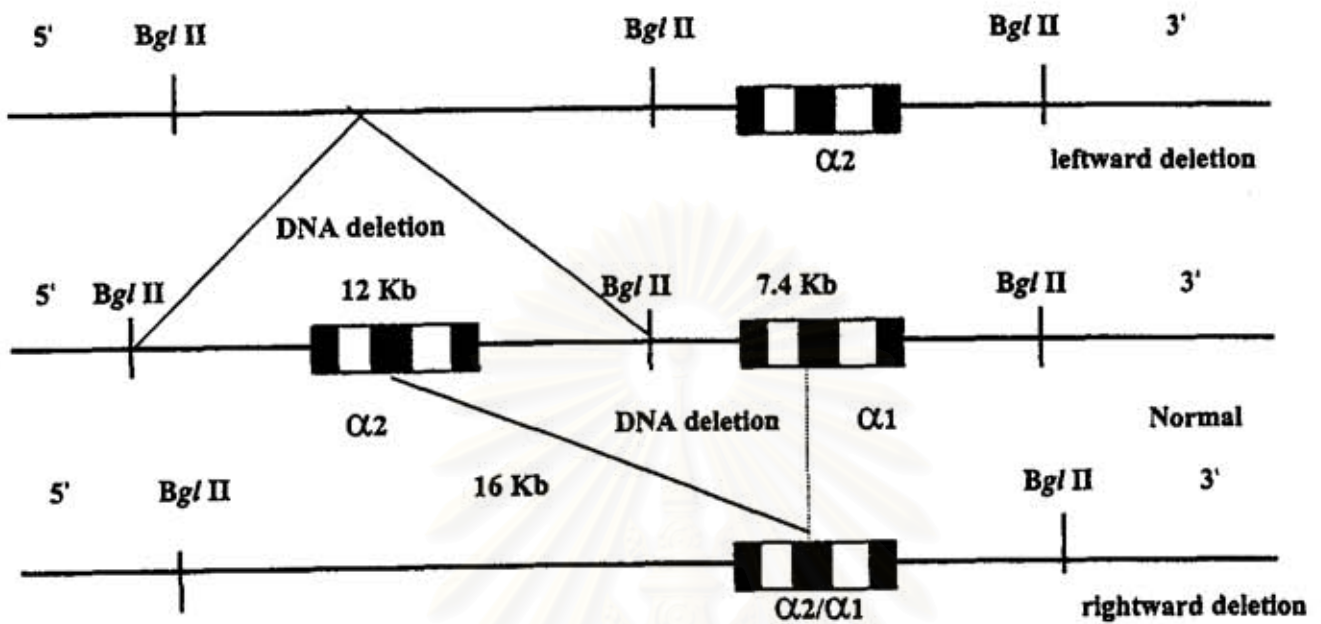 5' Bgl II Bgl II Bgl II 3'
α2 leftward deletion
DNA deletion
5' Bgl II 12 Kb Bgl II 7.4 Kb Bgl II 3'
α2 DNA deletion α1 Normal
5' Bgl II 16 Kb Bgl II 3'
α2/α1 rightward deletion